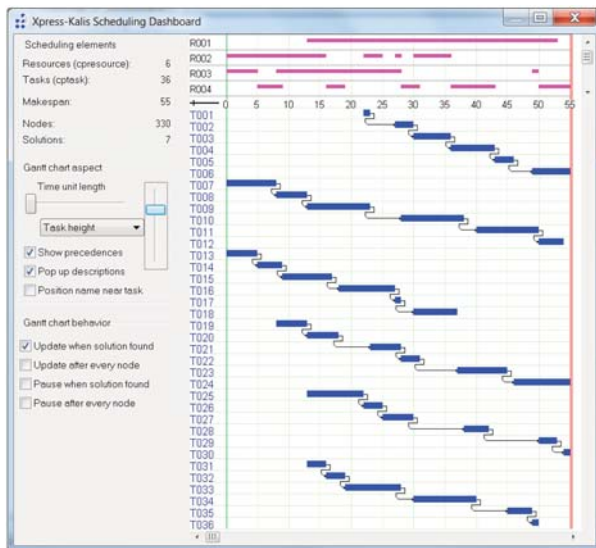 Xpress-Kalis Scheduling Dashboard
Scheduling elements
Resources (cpresource): 6
Tasks (cptask): 36
Makespan: 55
Nodes: 330
Solutions: 7
Gantt chart aspect
Time unit length
Task height
Show precedences
Pop up descriptions
Position name near task
Gantt chart behavior
Update when solution found
Update after every node
Pause when solution found
Pause after every node
R001
R002
R003
R004
0 5 10 15 20 25 30 35 40 45 50 55
T001
T002
T003
T004
T005
T006
T007
T008
T009
T010
T011
T012
T013
T014
T015
T016
T017
T018
T019
T020
T021
T022
T023
T024
T025
T026
T027
T028
T029
T030
T031
T032
T033
T034
T035
T036